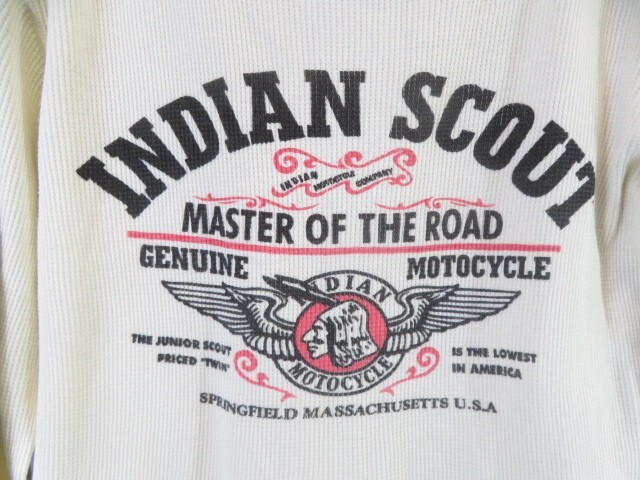 INDIAN SCOUT
INDIAN MOTOCYCLE COMPANY
MASTER OF THE ROAD
GENUINE MOTOCYCLE
INDIAN
MOTOCYCLE
THE JUNIOR SCOUT
PRICED "TWIN"
IS THE LOWEST
IN AMERICA
SPRINGFIELD MASSACHUSETTS U.S.A